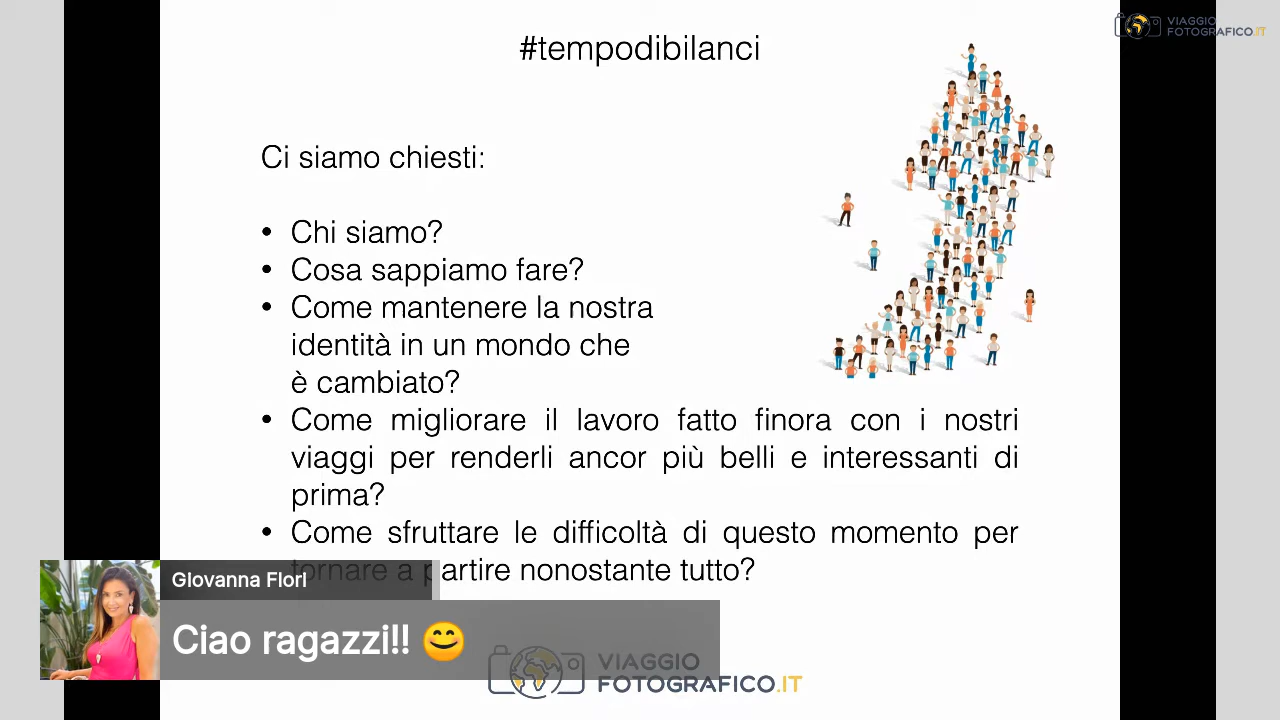 VIAGGIO
FOTOGRAFICO.IT
#tempodibilanci
Ci siamo chiesti:
• Chi siamo?
• Cosa sappiamo fare?
• Come mantenere la nostra
identità in un mondo che
è cambiato?
• Come migliorare il lavoro fatto finora con i nostri
viaggi per renderli ancor più belli e interessanti di
prima?
• Come sfruttare le difficoltà di questo momento per
tornare a partire nonostante tutto?
Giovanna Fiori
Ciao ragazzi!! 😊
VIAGGIO
FOTOGRAFICO.IT